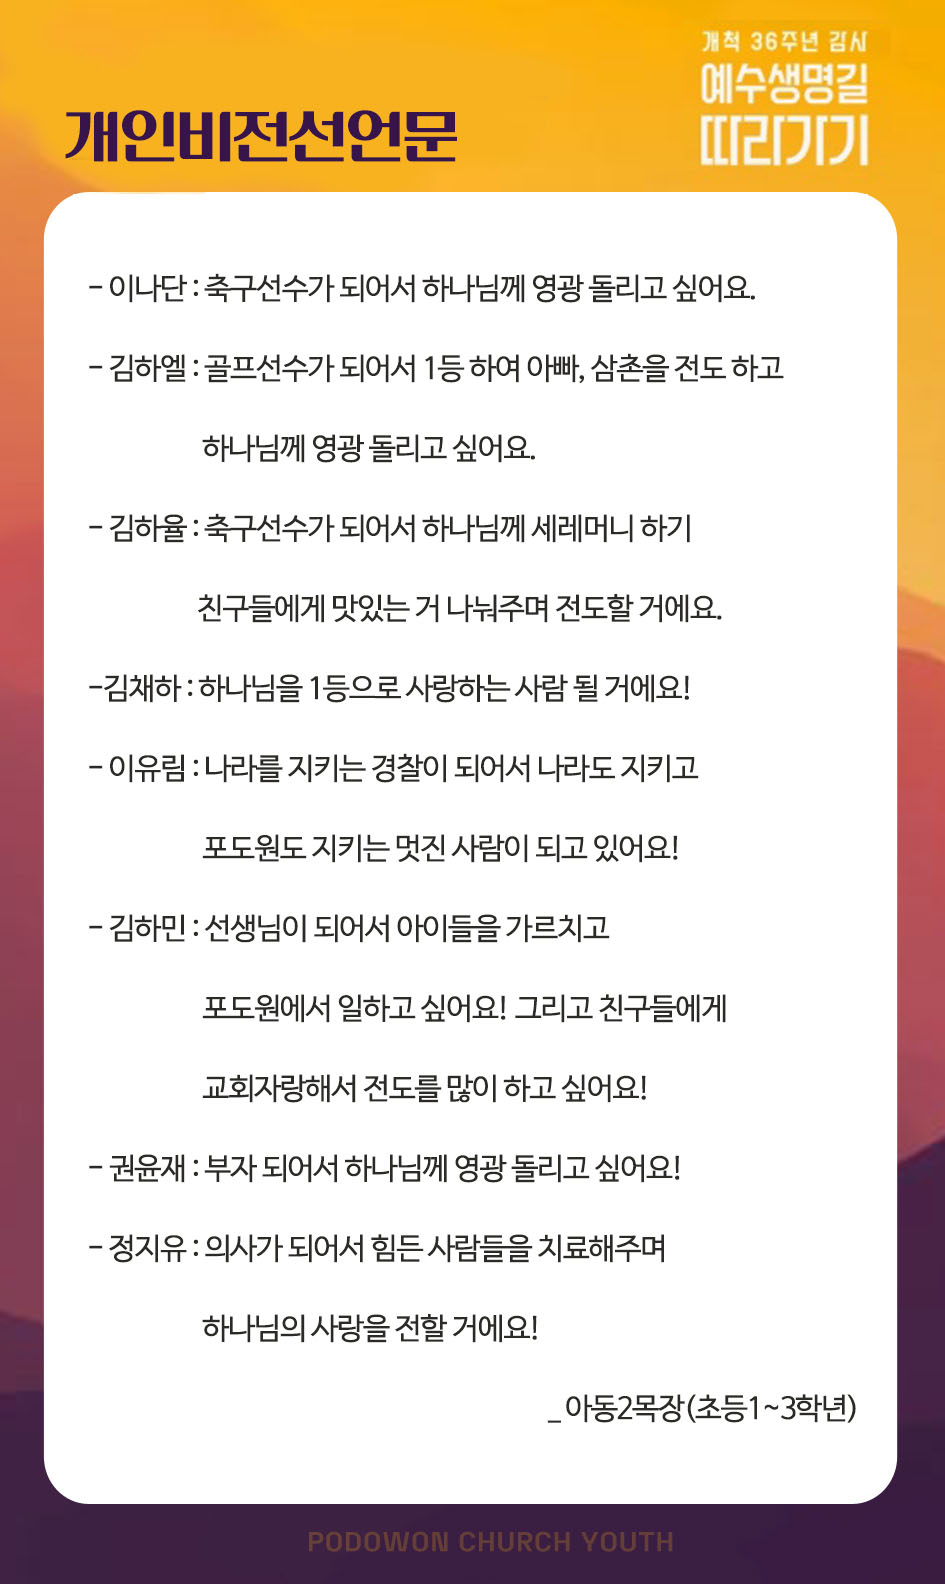 개척 36주년 감사
예수생명길
따라가기
개인비전선언문
- 이나단 : 축구선수가 되어서 하나님께 영광 돌리고 싶어요.
- 김하엘 : 골프선수가 되어서 1등 하여 아빠, 삼촌을 전도 하고
하나님께 영광 돌리고 싶어요.
- 김하율 : 축구선수가 되어서 하나님께 세레머니 하기
친구들에게 맛있는 거 나눠주며 전도할 거에요.
-김채하 : 하나님을 1등으로 사랑하는 사람 될 거에요!
- 이유림 : 나라를 지키는 경찰이 되어서 나라도 지키고
포도원도 지키는 멋진 사람이 되고 있어요!
- 김하민 : 선생님이 되어서 아이들을 가르치고
포도원에서 일하고 싶어요! 그리고 친구들에게
교회자랑해서 전도를 많이 하고 싶어요!
- 권윤재 : 부자 되어서 하나님께 영광 돌리고 싶어요!
- 정지유 : 의사가 되어서 힘든 사람들을 치료해주며
하나님의 사랑을 전할 거에요!
_ 아동2목장(초등1~3학년)
PODOWON CHURCH YOUTH